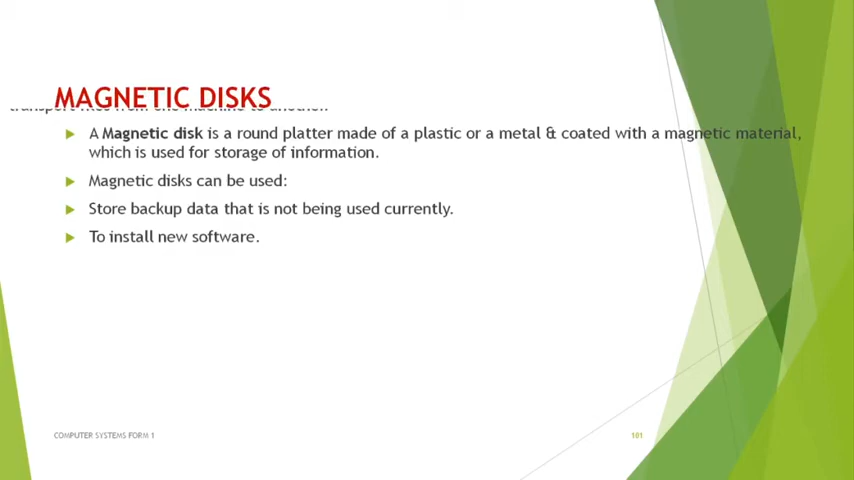 MAGNETIC DISKS
transport files from one machine to another.
A Magnetic disk is a round platter made of a plastic or a metal & coated with a magnetic material,
which is used for storage of information.
Magnetic disks can be used:
Store backup data that is not being used currently.
To install new software.
COMPUTER SYSTEMS FORM 1
101